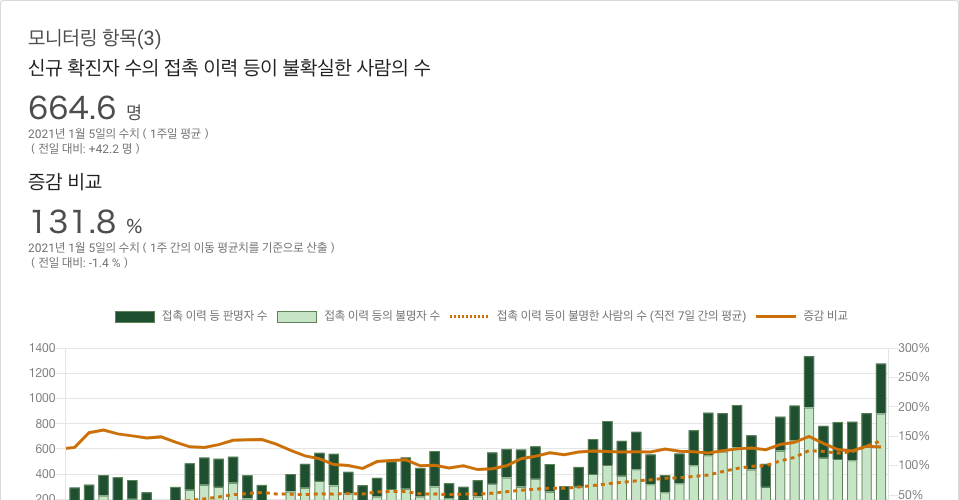 모니터링 항목(3)
신규 확진자 수의 접촉 이력 등이 불확실한 사람의 수
664.6 명
2021년 1월 5일의 수치 ( 1주일 평균 )
( 전일 대비: +42.2 명 )
증감 비교
131.8 %
2021년 1월 5일의 수치 ( 1주 간의 이동 평균치를 기준으로 산출 )
( 전일 대비: -1.4 % )
접촉 이력 등 판명자 수 접촉 이력 등의 불명자 수 접촉 이력 등이 불명한 사람의 수 (직전 7일 간의 평균) 증감 비교
1400 300%
1200 250%
1000 200%
800 150%
600 100%
400 50%
200